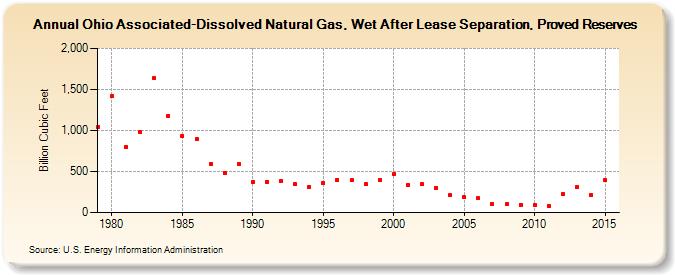 Annual Ohio Associated-Dissolved Natural Gas, Wet After Lease Separation, Proved Reserves
Billion Cubic Feet
2,000
1,500
1,000
500
0
1980 1985 1990 1995 2000 2005 2010 2015
Source: U.S. Energy Information Administration